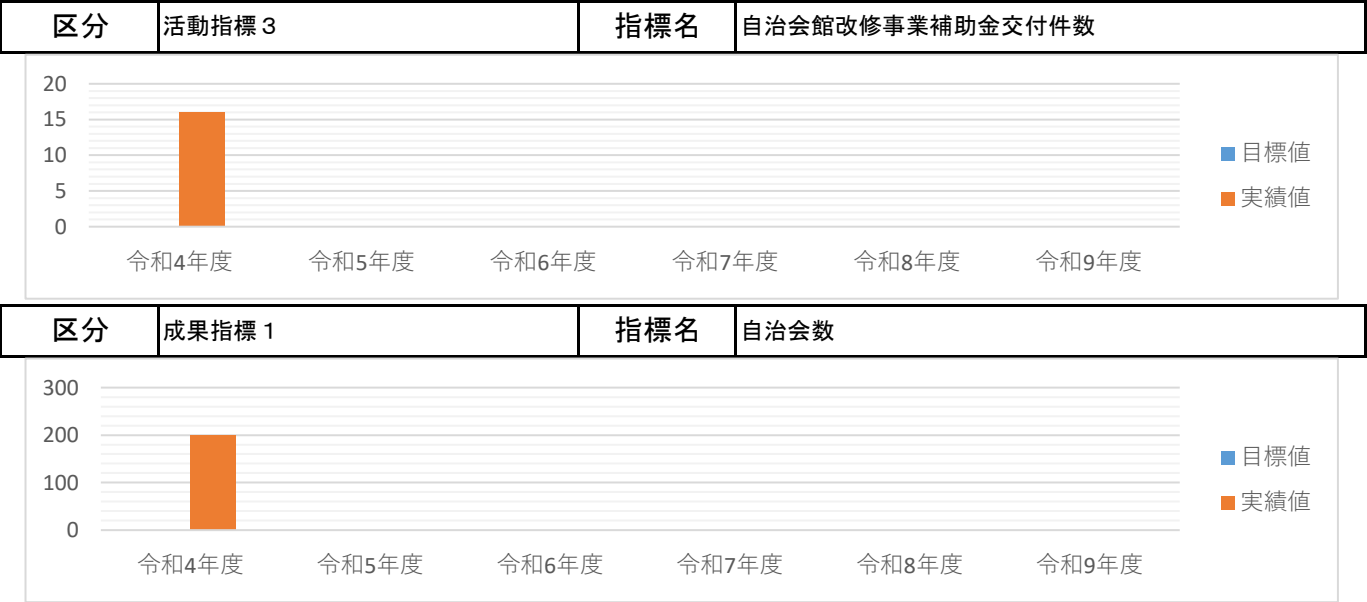 区分 活動指標３ 指標名 自治会館改修事業補助金交付件数
20
15
10
5
0
令和4年度 令和5年度 令和6年度 令和7年度 令和8年度 令和9年度
目標値
実績値
区分 成果指標１ 指標名 自治会数
300
200
100
0
令和4年度 令和5年度 令和6年度 令和7年度 令和8年度 令和9年度
目標値
実績値